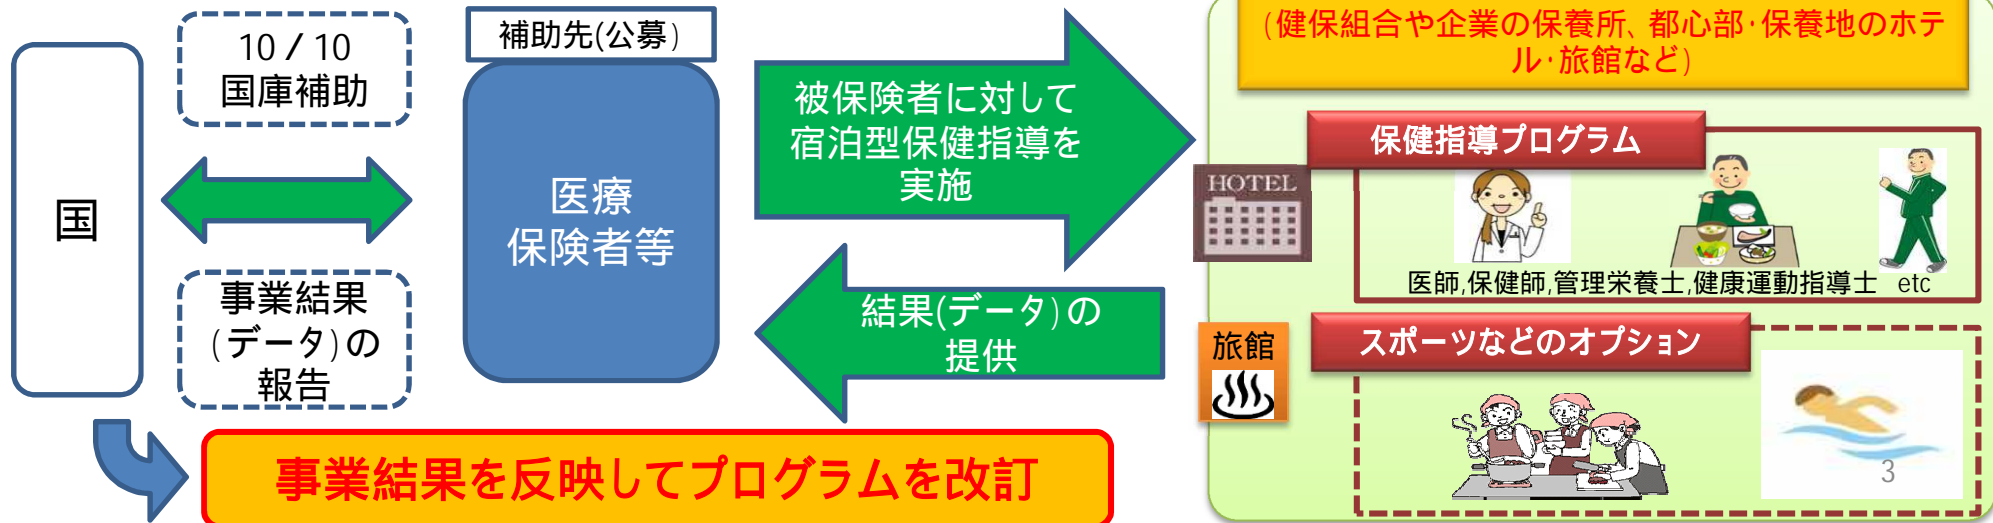 国
10/10
国庫補助
事業結果
(データ)の
報告
補助先(公募)
医療
保険者等
被保険者に対して
宿泊型保健指導を
実施
結果(データ)の
提供
事業結果を反映してプログラムを改訂
(健保組合や企業の保養所、都心部・保養地のホテ
ル・旅館など)
保健指導プログラム
HOTEL
医師,保健師,管理栄養士,健康運動指導士 etc
スポーツなどのオプション
旅館
3